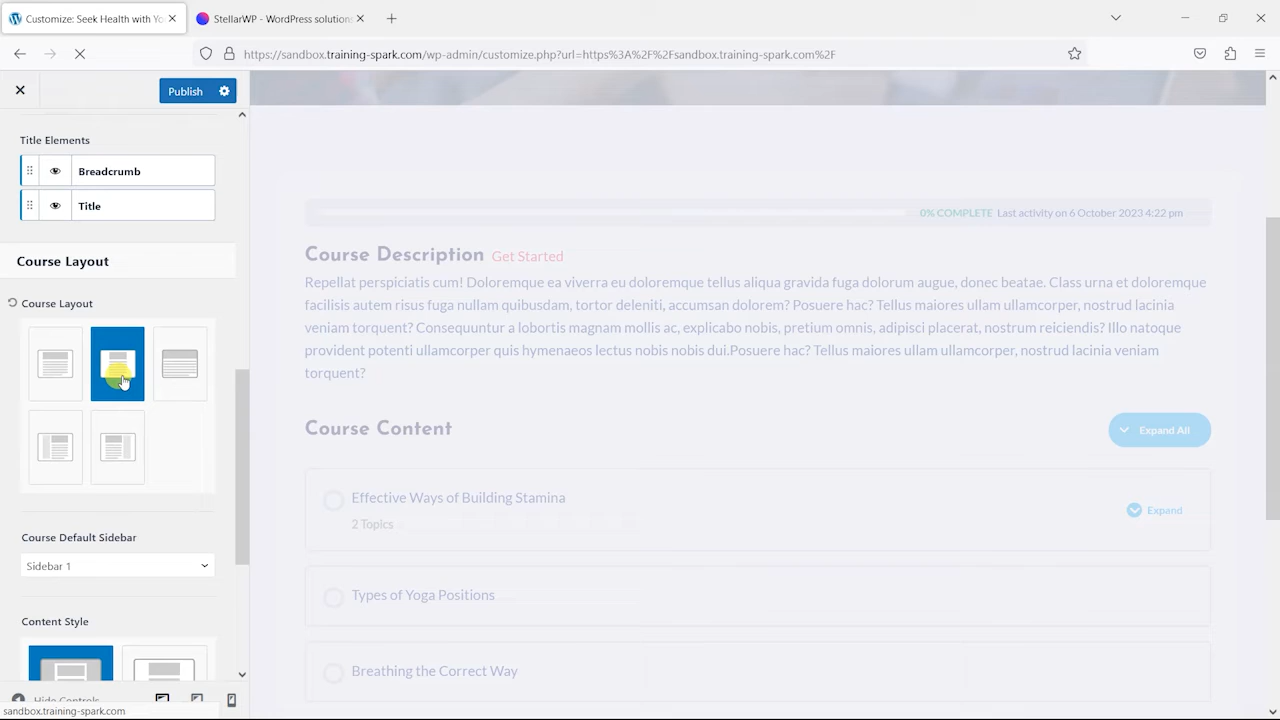 Customize: Seek Health with Yo
StellarWP - WordPress solutions
https://sandbox.training-spark.com/wp-admin/customize.php?url=https%3A%2F%2Fsandbox.training-spark.com%2F
Publish
Title Elements
Breadcrumb
Title
Course Layout
Course Layout
Course Default Sidebar
Sidebar 1
Content Style
Hide Controls
sandbox.training-spark.com
0% COMPLETE Last activity on 6 October 2023 4:22 pm
Course Description Get Started
Repellat perspiciatis cum! Doloremque ea viverra eu doloremque tellus aliqua gravida fuga dolorum augue, donec beatae. Class urna et doloremque
facilisis autem risus fuga nullam quibusdam, tortor deleniti, accumsan dolorem? Posuere hac? Tellus maiores ullam ullamcorper, nostrud lacinia
veniam torquent? Consequuntur a lobortis magnam mollis ac, explicabo nobis, pretium omnis, adipisci placerat, nostrum reiciendis? Illo natoque
provident potenti ullamcorper quis hymenaeos lectus nobis nobis dui.Posuere hac? Tellus maiores ullam ullamcorper, nostrud lacinia veniam
torquent?
Course Content
Expand All
Effective Ways of Building Stamina
2 Topics
Expand
Types of Yoga Positions
Breathing the Correct Way